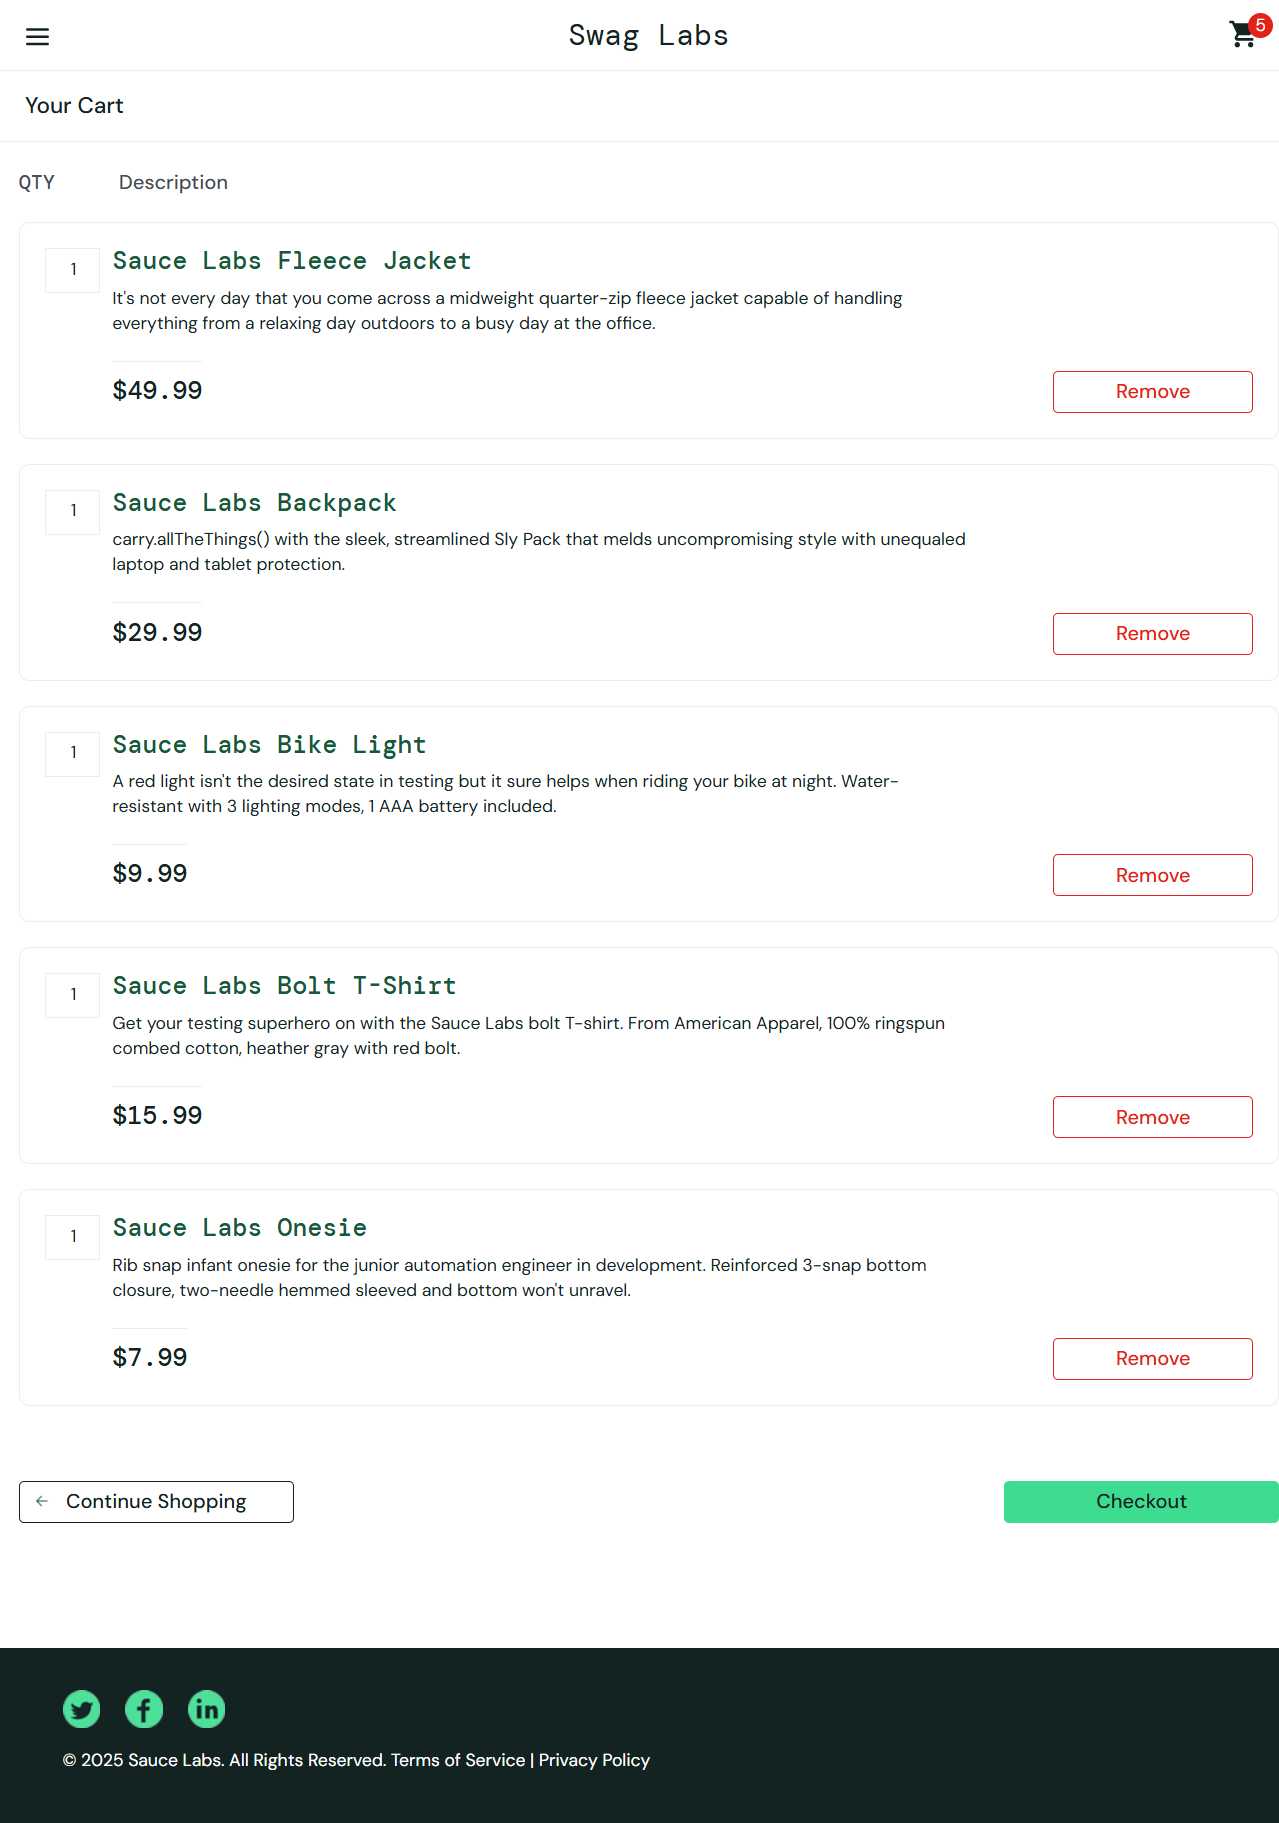 Swag Labs
5
Your Cart
QTY Description
1 Sauce Labs Fleece Jacket
It's not every day that you come across a midweight quarter-zip fleece jacket capable of handling
everything from a relaxing day outdoors to a busy day at the office.
$49.99 Remove
1 Sauce Labs Backpack
carry.allTheThings() with the sleek, streamlined Sly Pack that melds uncompromising style with unequaled
laptop and tablet protection.
$29.99 Remove
1 Sauce Labs Bike Light
A red light isn't the desired state in testing but it sure helps when riding your bike at night. Water-
resistant with 3 lighting modes, 1 AAA battery included.
$9.99 Remove
1 Sauce Labs Bolt T-Shirt
Get your testing superhero on with the Sauce Labs bolt T-shirt. From American Apparel, 100% ringspun
combed cotton, heather gray with red bolt.
$15.99 Remove
1 Sauce Labs Onesie
Rib snap infant onesie for the junior automation engineer in development. Reinforced 3-snap bottom
closure, two-needle hemmed sleeved and bottom won't unravel.
$7.99 Remove
Continue Shopping Checkout
© 2025 Sauce Labs. All Rights Reserved. Terms of Service | Privacy Policy